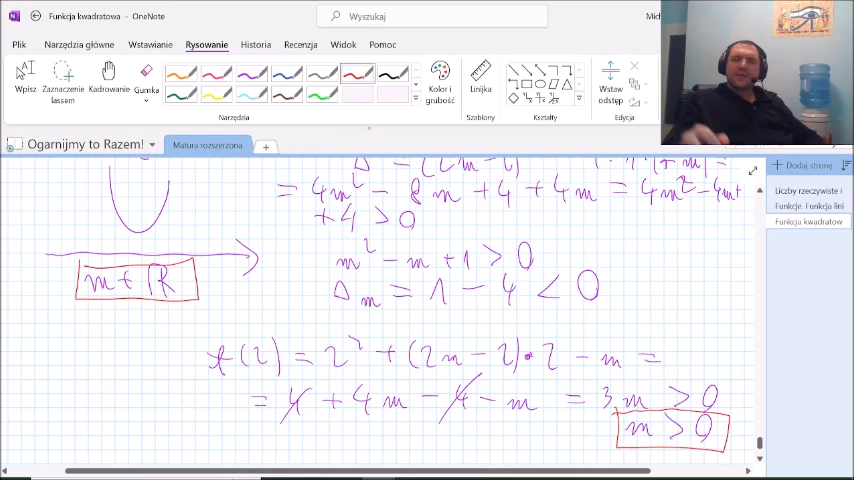 Funkcja kwadratowa - OneNote
Wyszukaj
Mich
Plik Narzędzia główne Wstawianie Rysowanie Historia Recenzja Widok Pomoc
Wpisz Zaznaczenie lassem Kadrowanie Gumka
Kolor i grubość Linijka
Wstaw odstęp
Narzędzia Szablony Kształty Edycja
Ogarnijmy to Razem! Matura rozszerzona
Dodaj stronę
Liczby rzeczywiste i
Funkcje. Funkcja lini
Funkcja kwadratow
= 4m² - 8m + 4 + 4m = 4m² - 4m +
+ 4 > 0
m² - m + 1 > 0
m ∈ ℝ
Δm = 1 - 4 < 0
f(2) = 2² + (2m - 2) · 2 - m =
= 4 + 4m - 4 - m = 3m > 0
m > 0